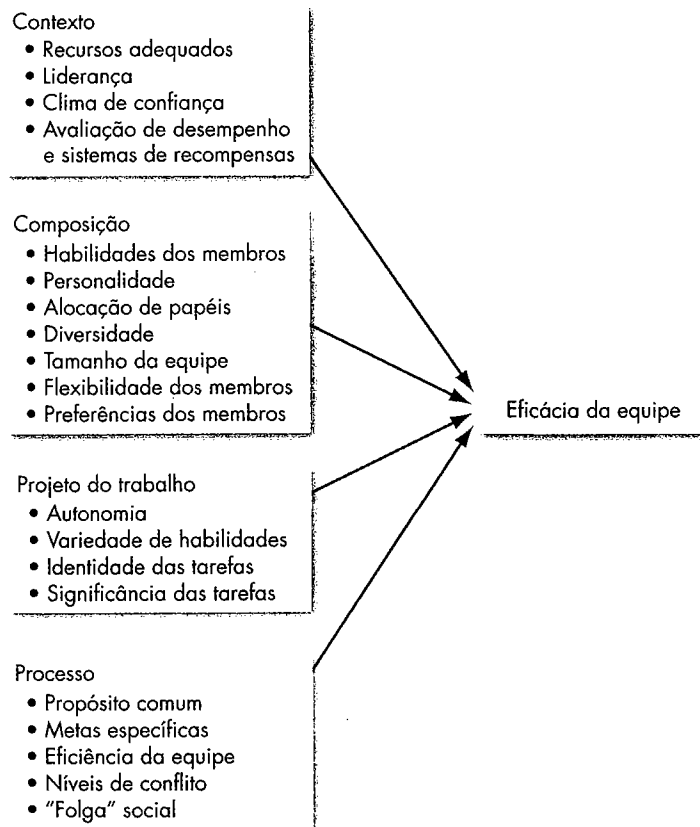 Contexto
• Recursos adequados
• Liderança
• Clima de confiança
• Avaliação de desempenho
e sistemas de recompensas
Composição
• Habilidades dos membros
• Personalidade
• Alocação de papéis
• Diversidade
• Tamanho da equipe
• Flexibilidade dos membros
• Preferências dos membros
Eficácia da equipe
Projeto do trabalho
• Autonomia
• Variedade de habilidades
• Identidade das tarefas
• Significância das tarefas
Processo
• Propósito comum
• Metas específicas
• Eficiência da equipe
• Níveis de conflito
• "Folga" social